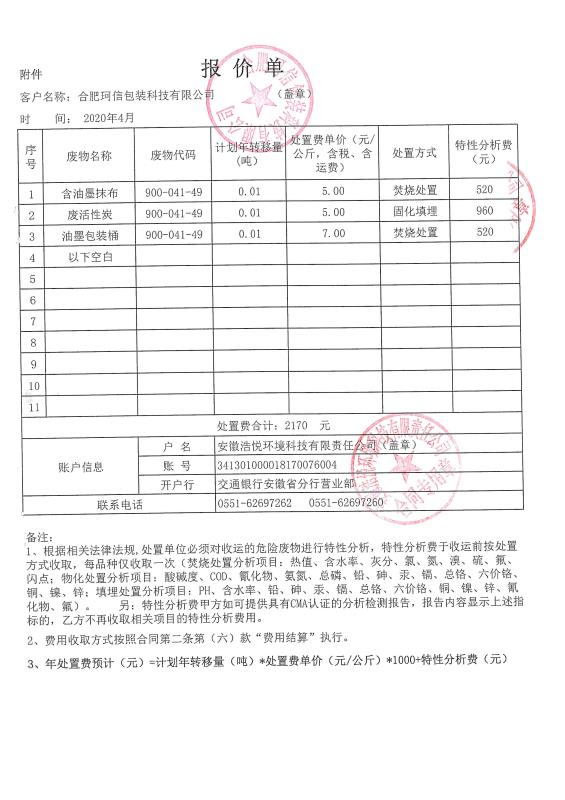 报 价 单
附件
客户名称：合肥珂信包装科技有限公司 （盖章）
时 间： 2020年4月
序号 废物名称 废物代码 计划年转移量（吨） 处置费单价（元/公斤，含税、含运费） 处置方式 特性分析费（元）
1 含油墨抹布 900-041-49 0.01 5.00 焚烧处置 520
2 废活性炭 900-041-49 0.01 5.00 固化填埋 960
3 油墨包装桶 900-041-49 0.01 7.00 焚烧处置 520
4 以下空白
5
6
7
8
9
10
11
处置费合计：2170 元
账户信息
户 名 安徽浩悦环境科技有限责任公司（盖章）
账 号 341301000018170076004
开户行 交通银行安徽省分行营业部
联系电话 0551-62697262 0551-62697260
备注：
1、根据相关法律法规，处置单位必须对收运的危险废物进行特性分析，特性分析费于收运前按处置
方式收取，每品种仅收取一次（焚烧处置分析项目：热值、含水率、灰分、氯、氮、溴、硫、氟、
闪点；物化处置分析项目：酸碱度、COD、氰化物、氨氮、总磷、铅、砷、汞、镉、总铬、六价铬、
铜、镍、锌；填埋处置分析项目：PH、含水率、铅、砷、汞、镉、总铬、六价铬、铜、镍、锌、氰
化物、氟）。 另：特性分析费甲方如可提供具有CMA认证的分析检测报告，报告内容显示上述指
标的，乙方不再收取相关项目的特性分析费用。
2、费用收取方式按照合同第二条第（六）款“费用结算”执行。
3、年处置费预计（元）=计划年转移量（吨）*处置费单价（元/公斤）*1000+特性分析费（元）
合同专用章